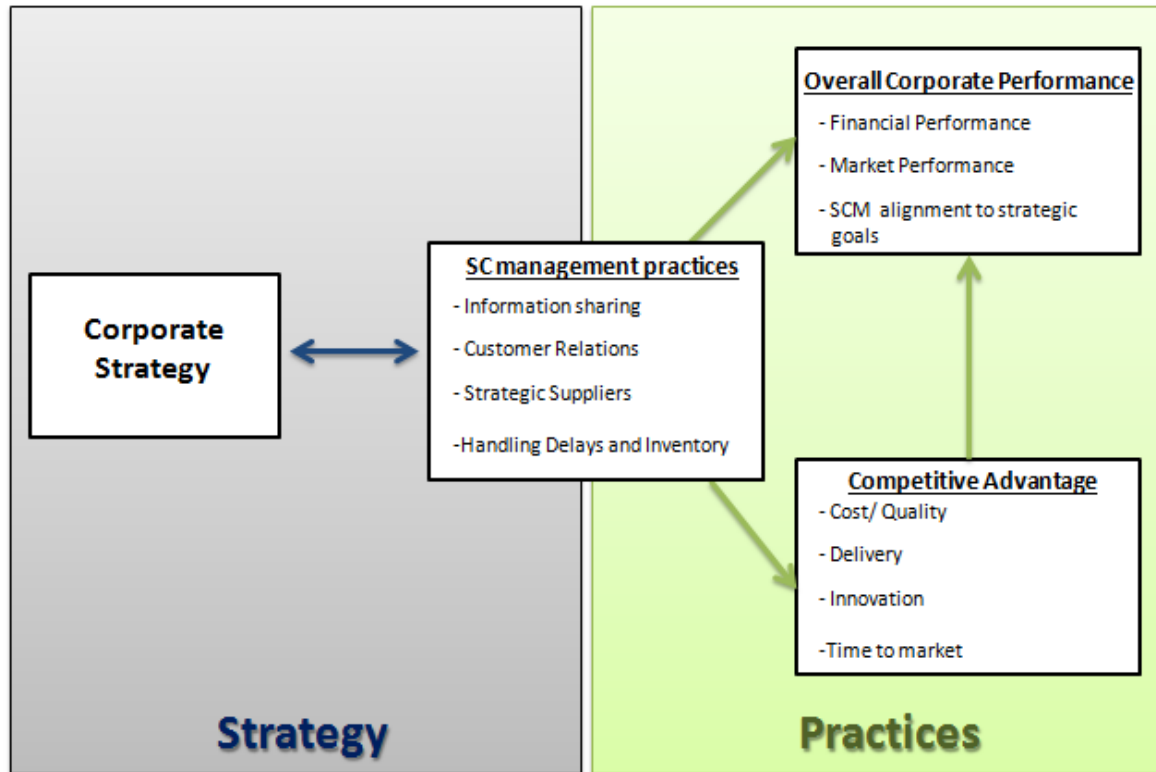 Corporate
Strategy
SC management practices
- Information sharing
- Customer Relations
- Strategic Suppliers
-Handling Delays and Inventory
Overall Corporate Performance
- Financial Performance
- Market Performance
- SCM alignment to strategic
goals
Competitive Advantage
- Cost/ Quality
- Delivery
- Innovation
-Time to market
Strategy
Practices